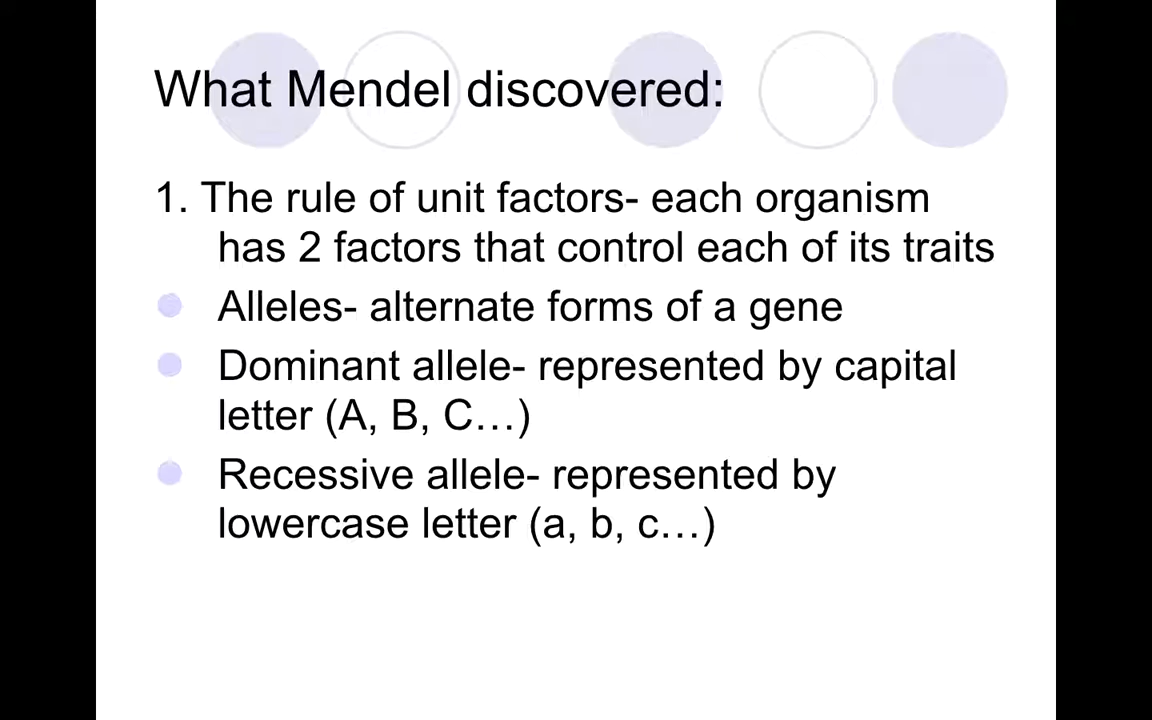 What Mendel discovered:
1. The rule of unit factors- each organism
has 2 factors that control each of its traits
Alleles- alternate forms of a gene
Dominant allele- represented by capital
letter (A, B, C…)
Recessive allele- represented by
lowercase letter (a, b, c…)